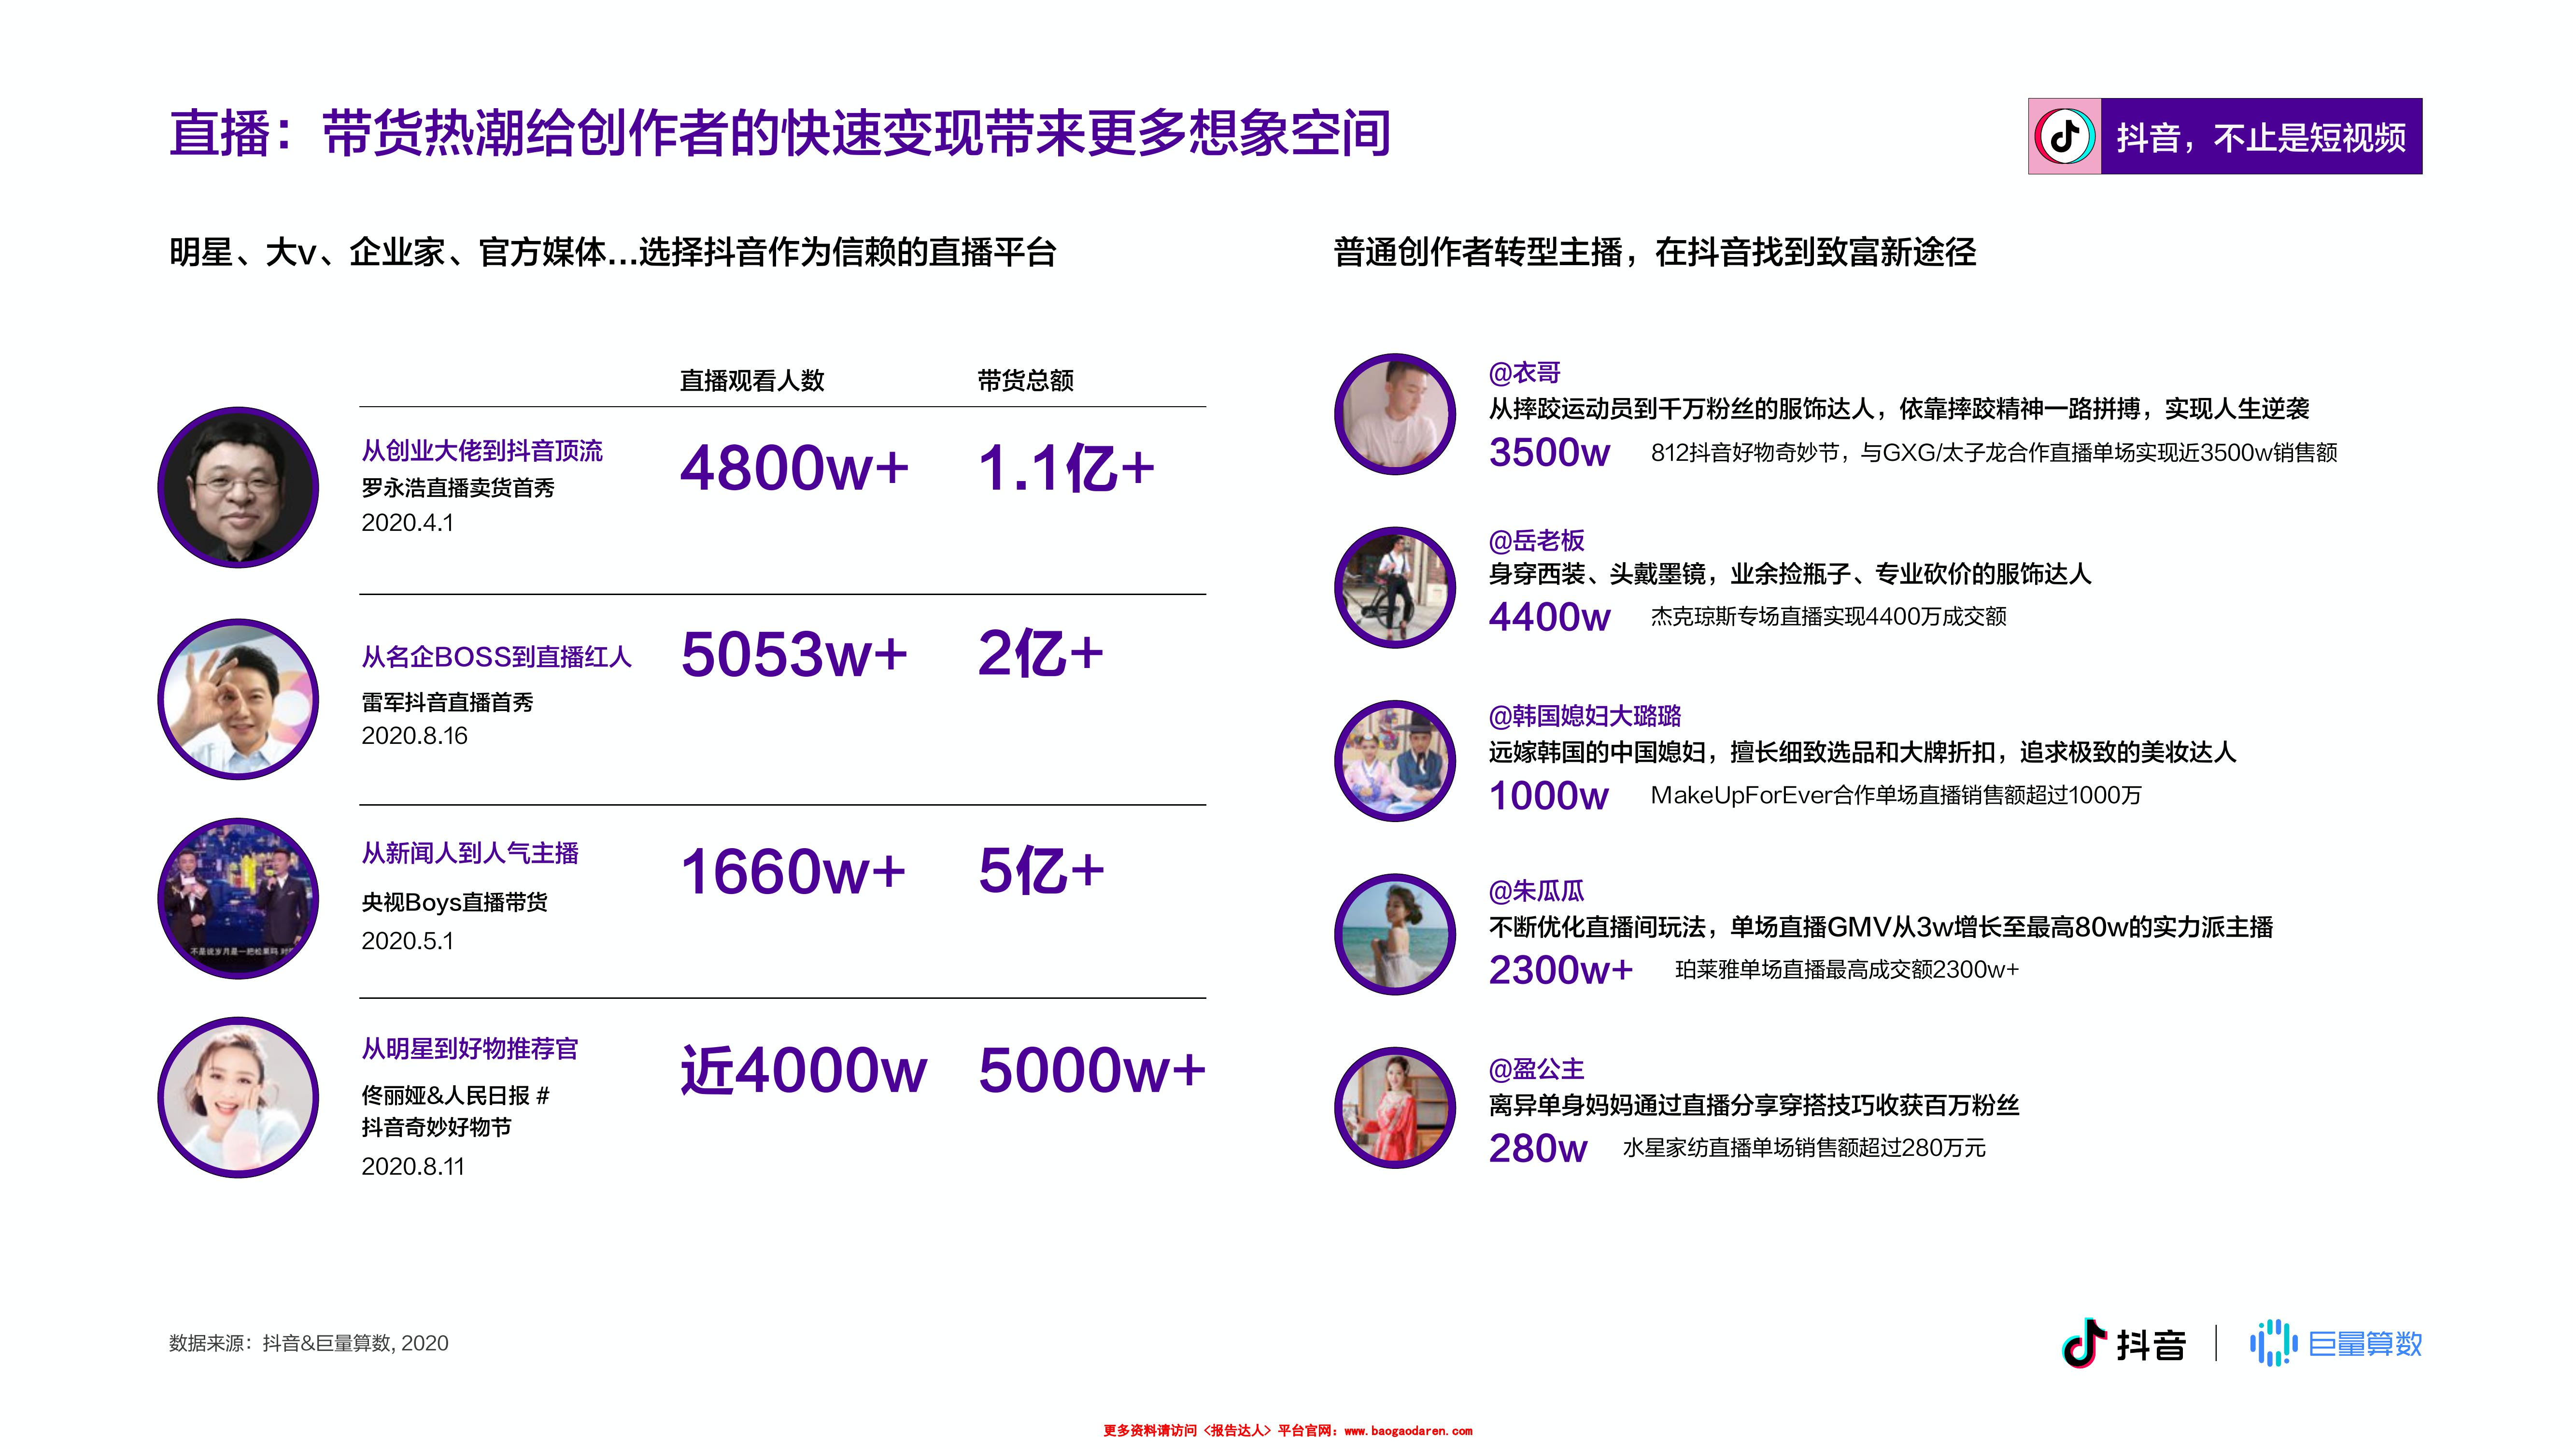 直播：带货热潮给创作者的快速变现带来更多想象空间
抖音，不止是短视频
明星、大v、企业家、官方媒体...选择抖音作为信赖的直播平台
直播观看人数 带货总额
从创业大佬到抖音顶流
罗永浩直播卖货首秀
2020.4.1
4800w+ 1.1亿+
从名企BOSS到直播红人
雷军抖音直播首秀
2020.8.16
5053w+ 2亿+
不是说岁月是一把松果吗 对
从新闻人到人气主播
央视Boys直播带货
2020.5.1
1660w+ 5亿+
从明星到好物推荐官
佟丽娅&人民日报 #
抖音奇妙好物节
2020.8.11
近4000w 5000w+
普通创作者转型主播，在抖音找到致富新途径
@衣哥
从摔跤运动员到千万粉丝的服饰达人，依靠摔跤精神一路拼搏，实现人生逆袭
3500w 812抖音好物奇妙节，与GXG/太子龙合作直播单场实现近3500w销售额
@岳老板
身穿西装、头戴墨镜，业余捡瓶子、专业砍价的服饰达人
4400w 杰克琼斯专场直播实现4400万成交额
@韩国媳妇大璐璐
远嫁韩国的中国媳妇，擅长细致选品和大牌折扣，追求极致的美妆达人
1000w MakeUpForEver合作单场直播销售额超过1000万
@朱瓜瓜
不断优化直播间玩法，单场直播GMV从3w增长至最高80w的实力派主播
2300w+ 珀莱雅单场直播最高成交额2300w+
@盈公主
离异单身妈妈通过直播分享穿搭技巧收获百万粉丝
280w 水星家纺直播单场销售额超过280万元
数据来源：抖音&巨量算数, 2020
抖音 | 巨量算数
更多资料请访问《报告达人》平台官网：www.baogaodaren.com